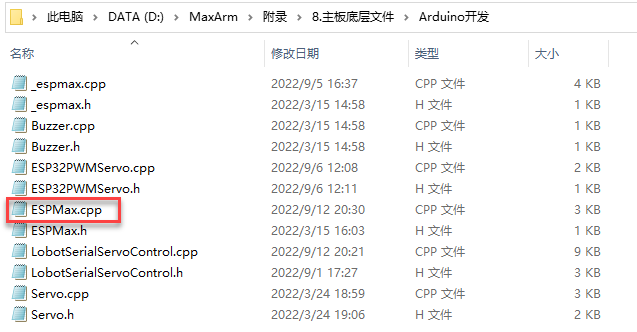 此电脑 > DATA (D:) > MaxArm > 附录 > 8.主板底层文件 > Arduino开发
名称 修改日期 类型 大小
_espmax.cpp 2022/9/5 16:37 CPP 文件 4 KB
_espmax.h 2022/3/15 14:58 H 文件 1 KB
Buzzer.cpp 2022/3/15 14:58 CPP 文件 1 KB
Buzzer.h 2022/3/15 14:58 H 文件 1 KB
ESP32PWMServo.cpp 2022/9/6 12:08 CPP 文件 2 KB
ESP32PWMServo.h 2022/9/6 12:11 H 文件 1 KB
ESPMax.cpp 2022/9/12 20:30 CPP 文件 3 KB
ESPMax.h 2022/3/15 16:03 H 文件 1 KB
LobotSerialServoControl.cpp 2022/9/12 20:21 CPP 文件 9 KB
LobotSerialServoControl.h 2022/9/1 17:27 H 文件 3 KB
Servo.cpp 2022/3/24 18:59 CPP 文件 3 KB
Servo.h 2022/3/24 19:06 H 文件 2 KB